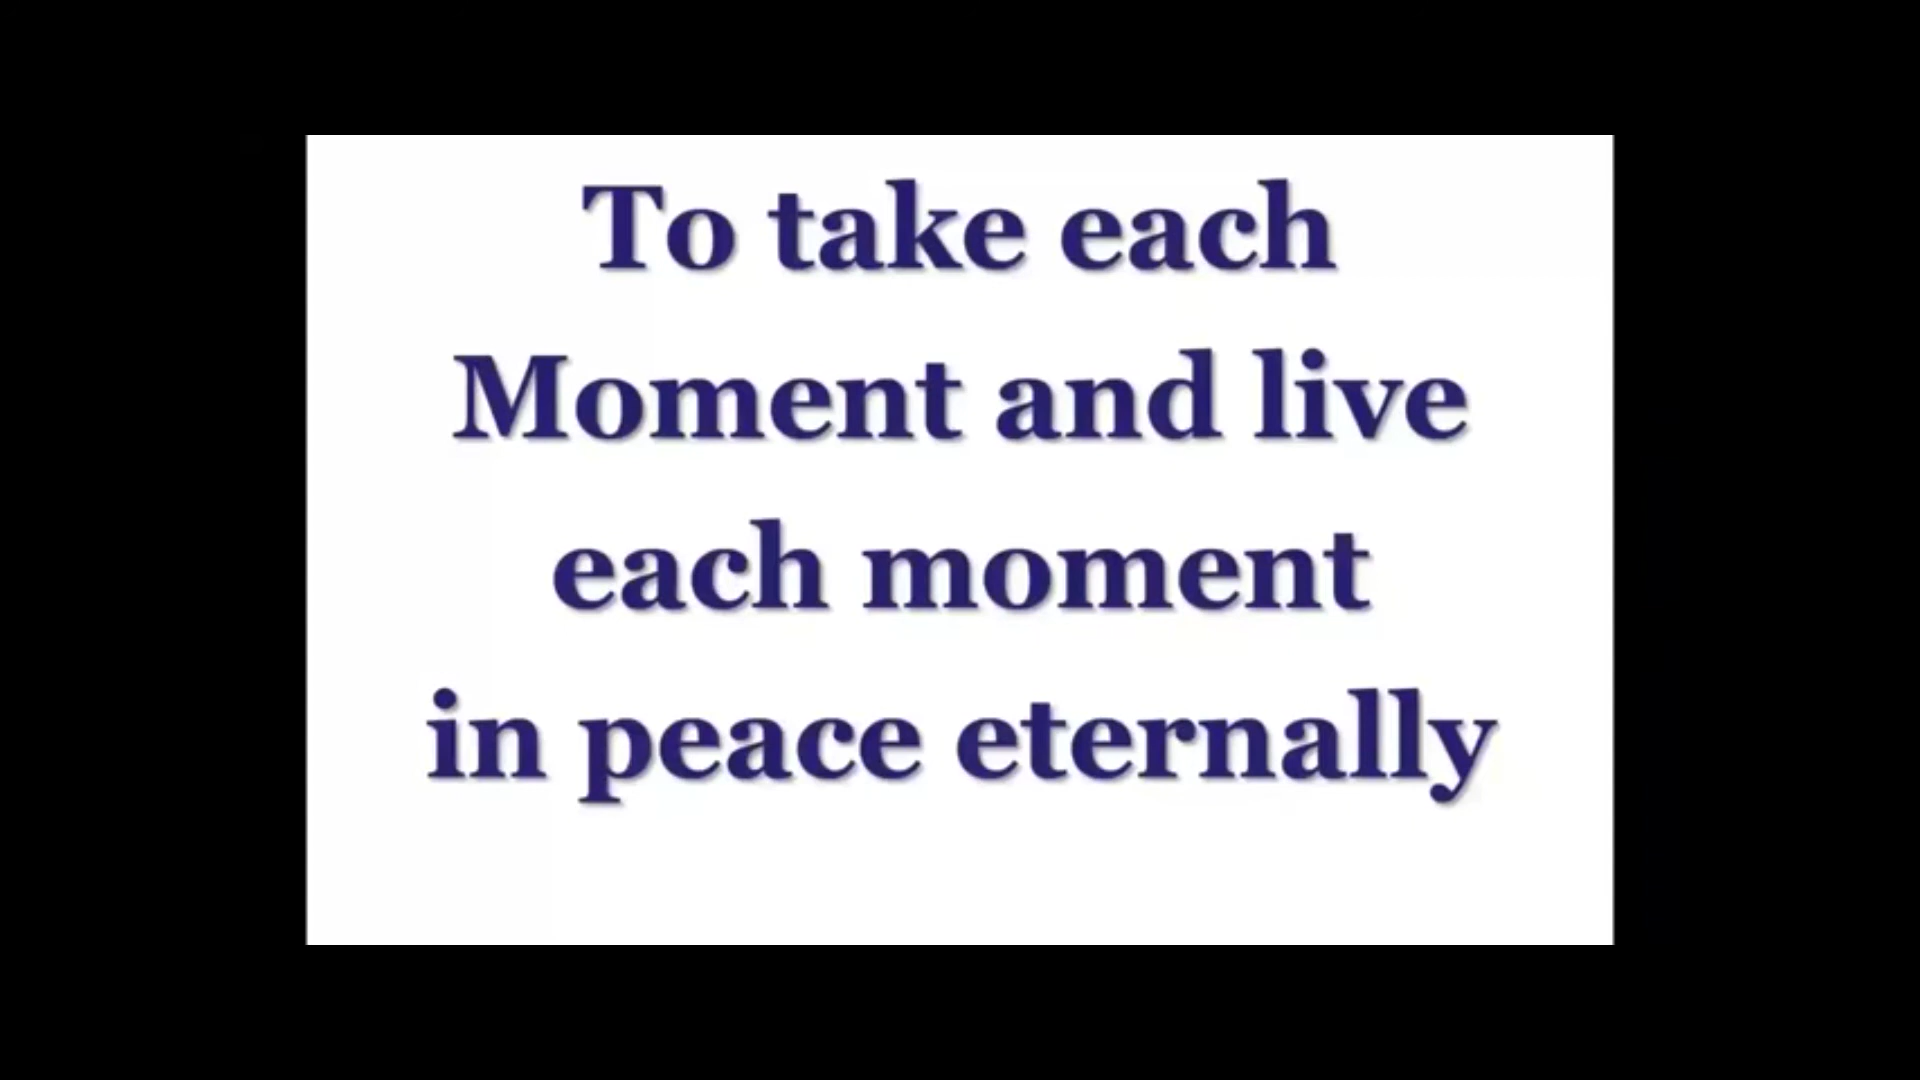 To take each
Moment and live
each moment
in peace eternally